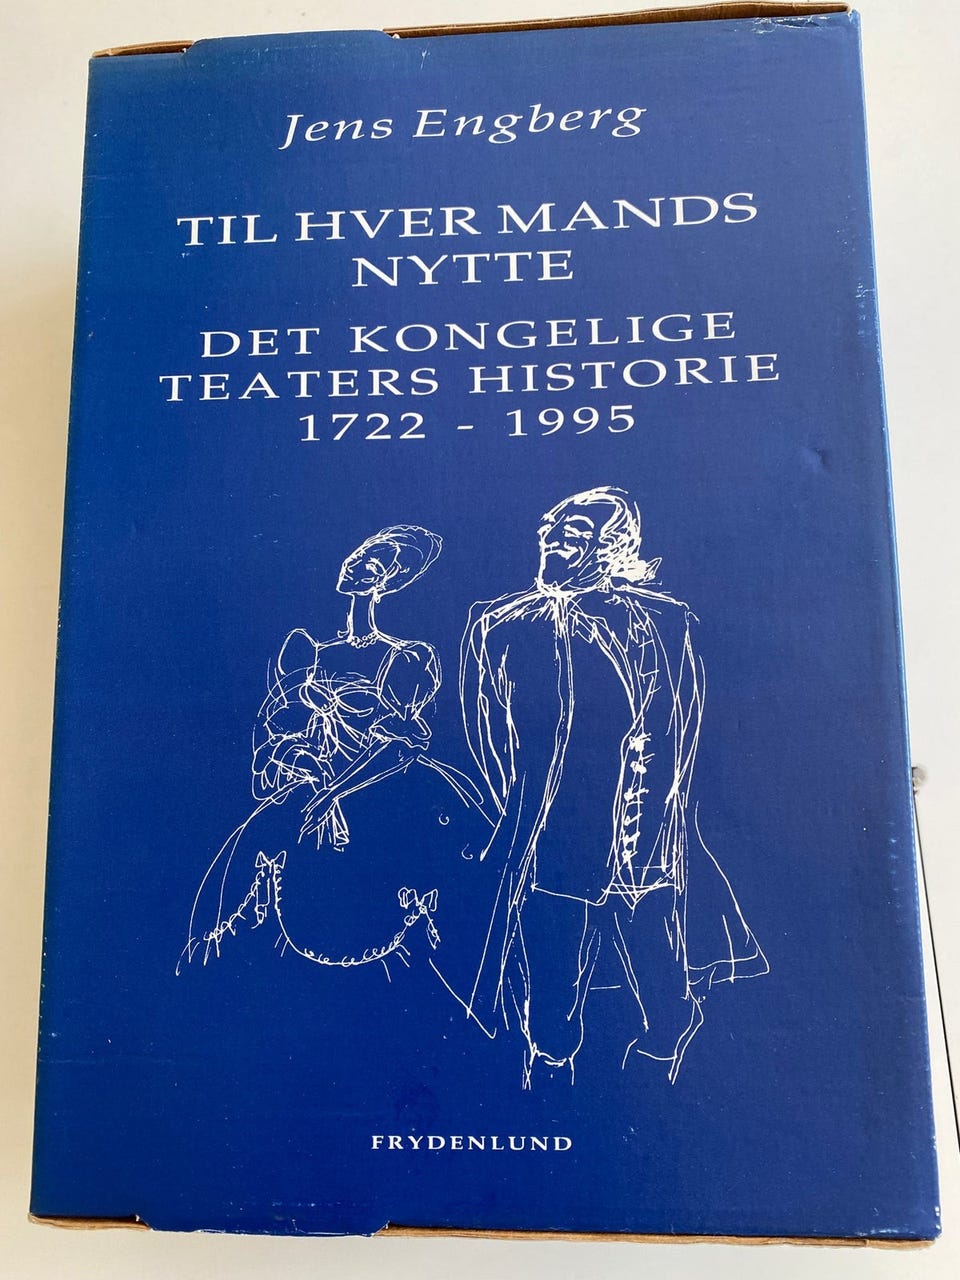 Jens Engberg
TIL HVER MANDS
NYTTE
DET KONGELIGE
TEATERS HISTORIE
1722 - 1995
FRYDENLUND